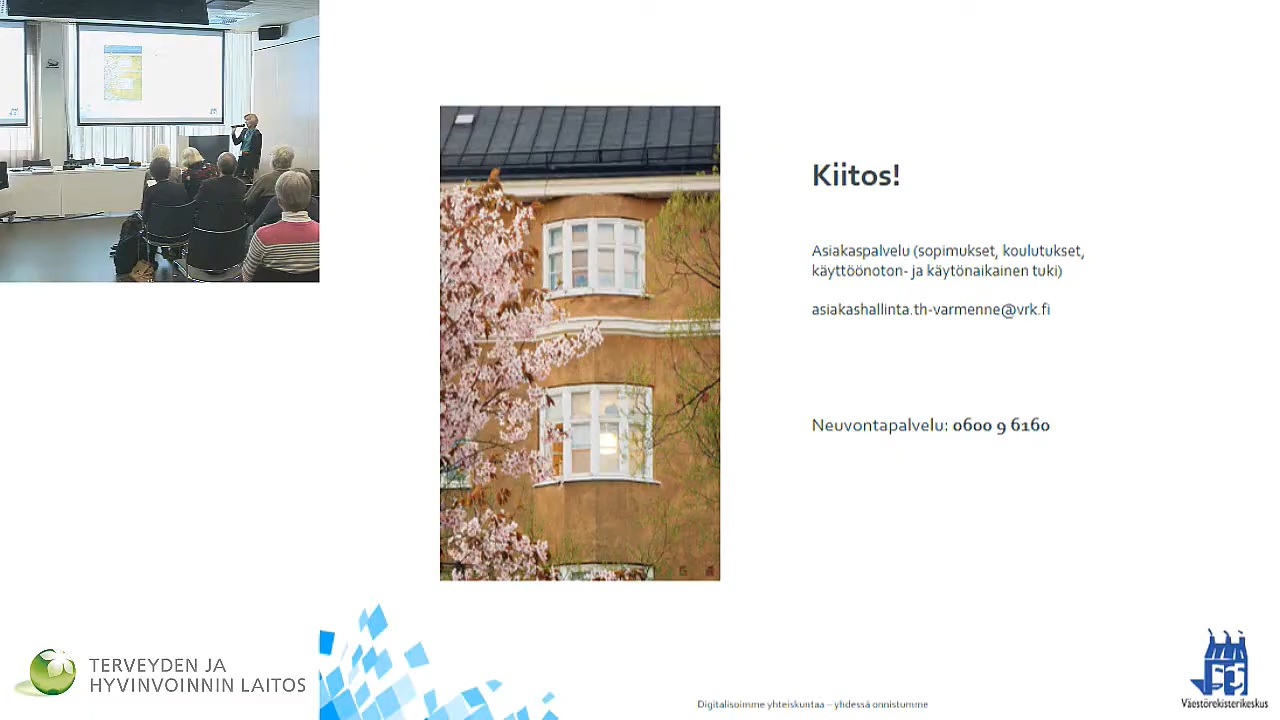 Kiitos!
Asiakaspalvelu (sopimukset, koulutukset,
käyttöönoton- ja käytönaikainen tuki)
asiakashallinta.th-varmenne@vrk.fi
Neuvontapalvelu: 0600 9 6160
TERVEYDEN JA
HYVINVOINNIN LAITOS
Digitalisoimme yhteiskuntaa – yhdessä onnistumme
Väestörekisterikeskus